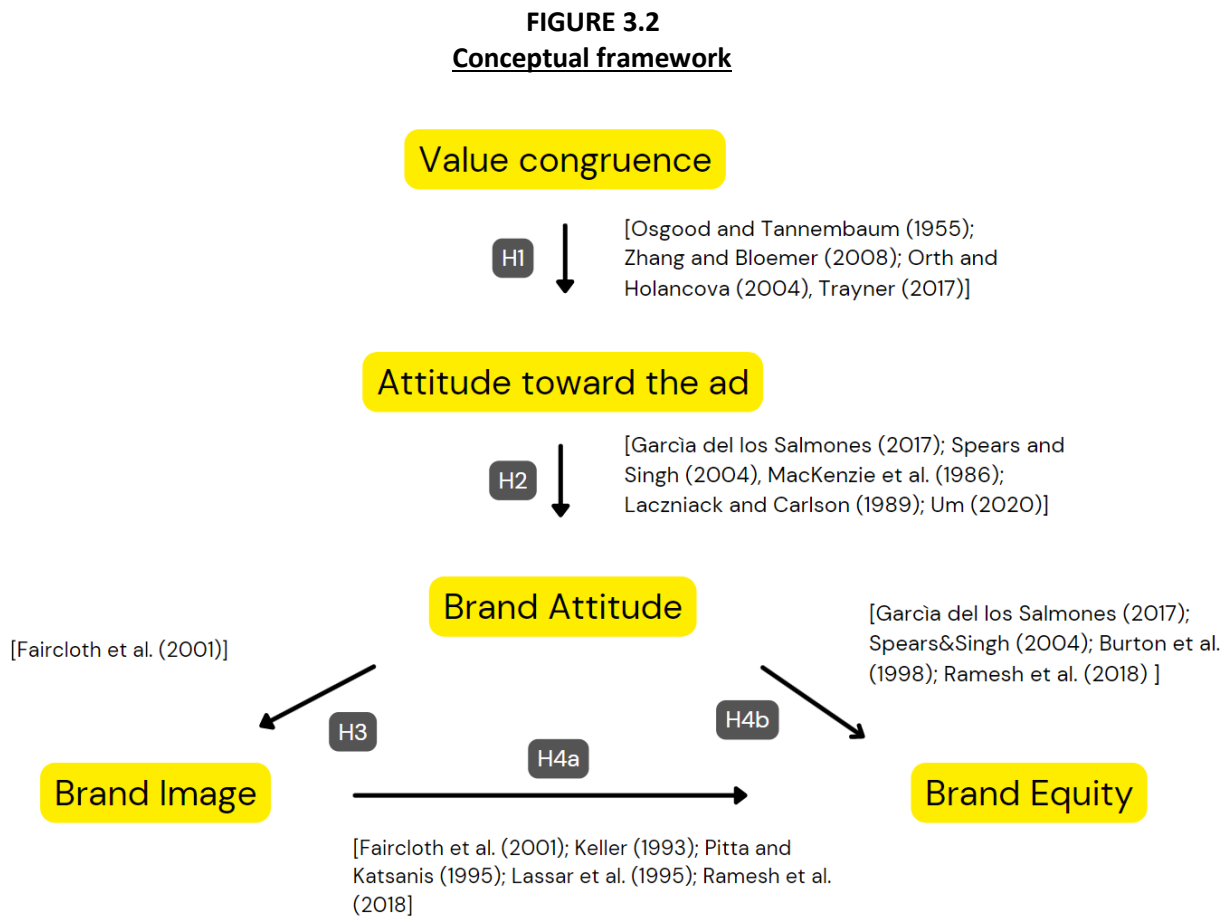 FIGURE 3.2
Conceptual framework
Value congruence
H1
[Osgood and Tannembaum (1955);
Zhang and Bloemer (2008); Orth and
Holancova (2004), Trayner (2017)]
Attitude toward the ad
H2
[Garcìa del los Salmones (2017); Spears and
Singh (2004), MacKenzie et al. (1986);
Laczniack and Carlson (1989); Um (2020)]
Brand Attitude
[Faircloth et al. (2001)]
[Garcìa del los Salmones (2017);
Spears&Singh (2004); Burton et al.
(1998); Ramesh et al. (2018) ]
H3
H4b
H4a
Brand Image
Brand Equity
[Faircloth et al. (2001); Keller (1993); Pitta and
Katsanis (1995); Lassar et al. (1995); Ramesh et al.
(2018]